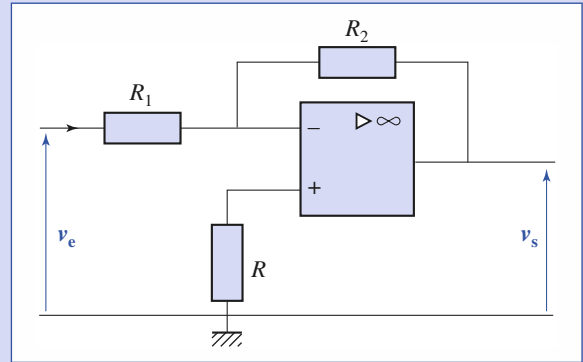 R₂
R₁
− ▷ ∞
+
vₑ
R
vₛ